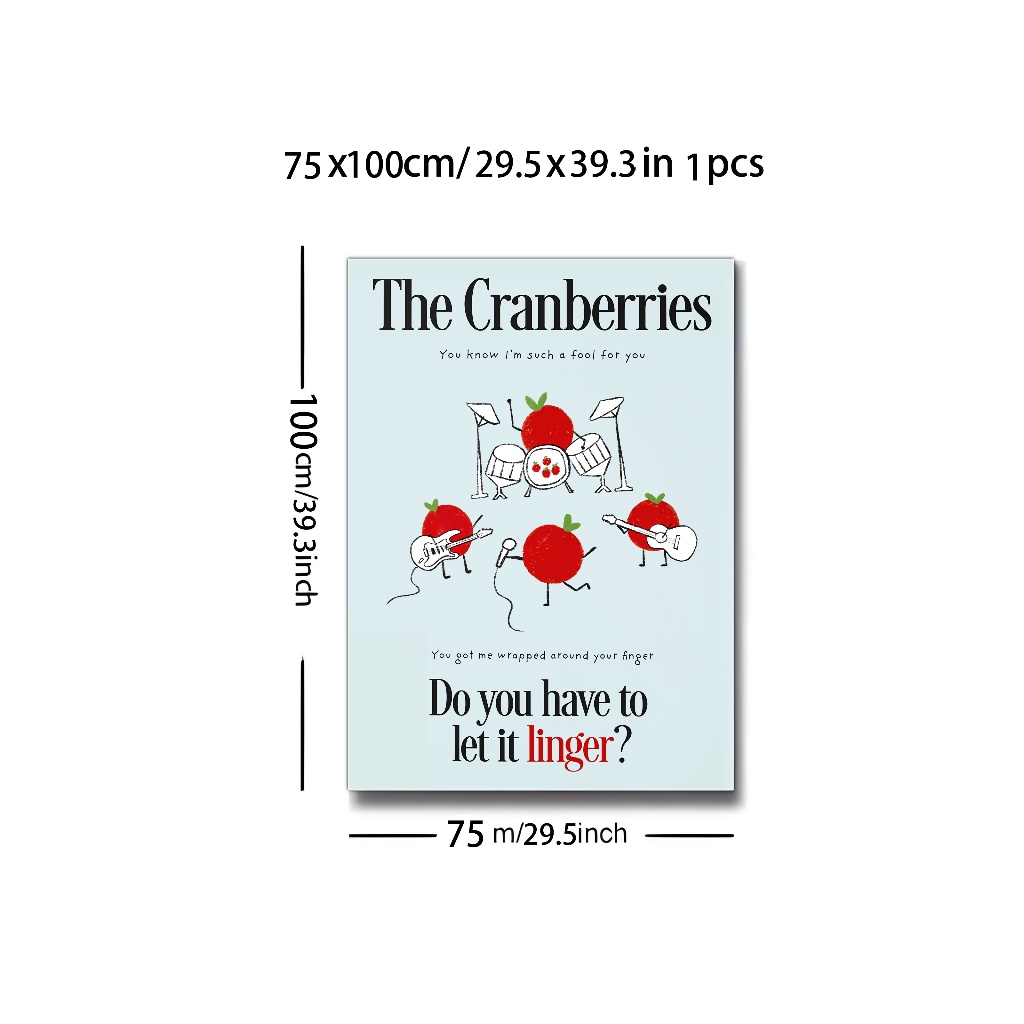 75x100cm/ 29.5x39.3in 1pcs
The Cranberries
You know i'm such a fool for you
100cm/39.3inch
You got me wrapped around your finger
Do you have to
let it linger?
75 m/29.5inch